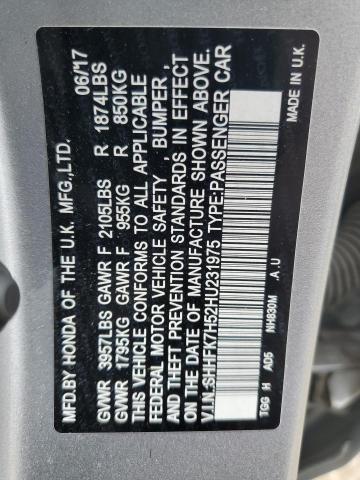 MFD.BY HONDA OF THE U.K. MFG.,LTD. 06/17
GVWR 3957LBS GAWR F 2105LBS R 1874LBS
GVWR 1795KG GAWR F 955KG R 850KG
THIS VEHICLE CONFORMS TO ALL APPLICABLE
FEDERAL MOTOR VEHICLE SAFETY , BUMPER ,
AND THEFT PREVENTION STANDARDS IN EFFECT
ON THE DATE OF MANUFACTURE SHOWN ABOVE.
V.I.N.:SHHFK7H52HU231975 TYPE:PASSENGER CAR
MADE IN U.K.
.A .U
TGG H AD5 NH830M